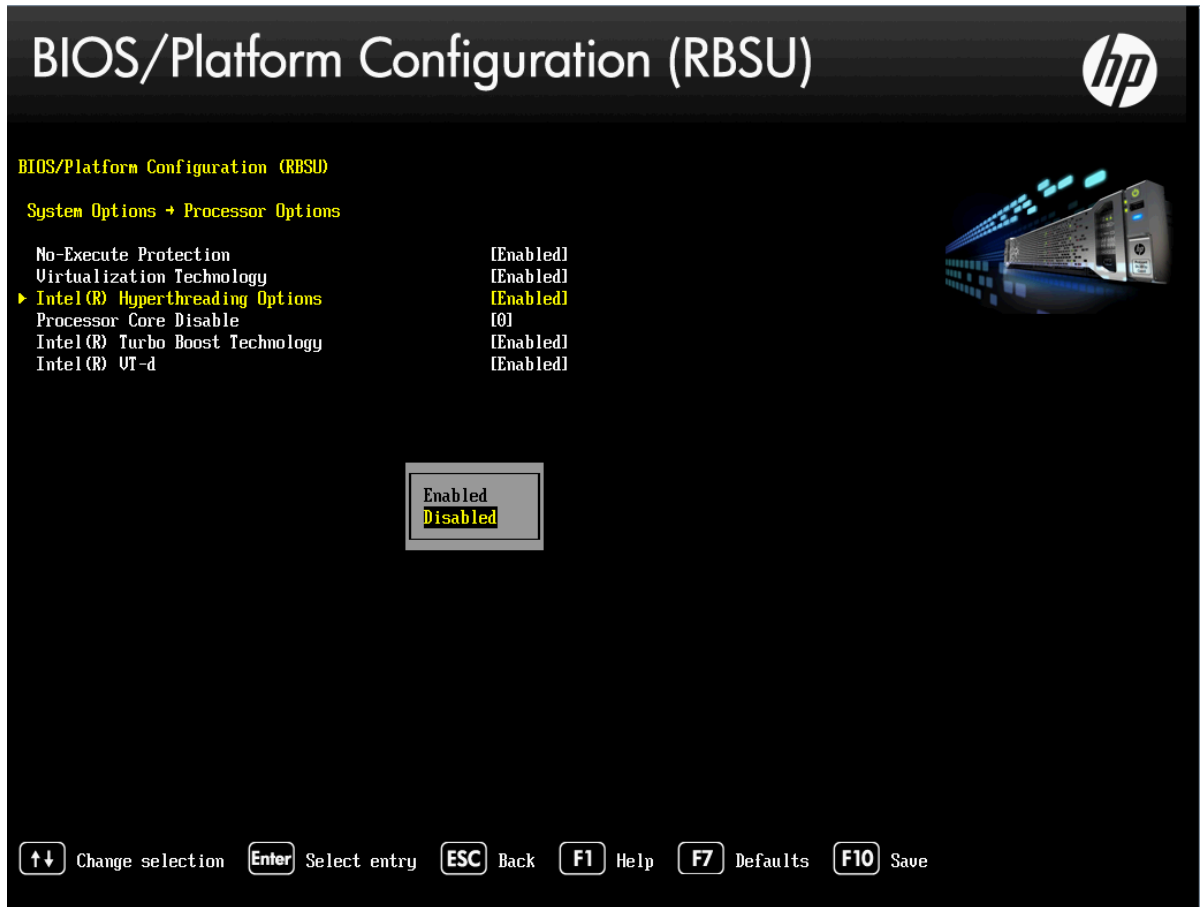 BIOS/Platform Configuration (RBSU)
hp
BIOS/Platform Configuration (RBSU)
System Options → Processor Options
No-Execute Protection [Enabled]
Virtualization Technology [Enabled]
Intel(R) Hyperthreading Options [Enabled]
Processor Core Disable [0]
Intel(R) Turbo Boost Technology [Enabled]
Intel(R) VT-d [Enabled]
Enabled
Disabled
↑↓ Change selection Enter Select entry ESC Back F1 Help F7 Defaults F10 Save